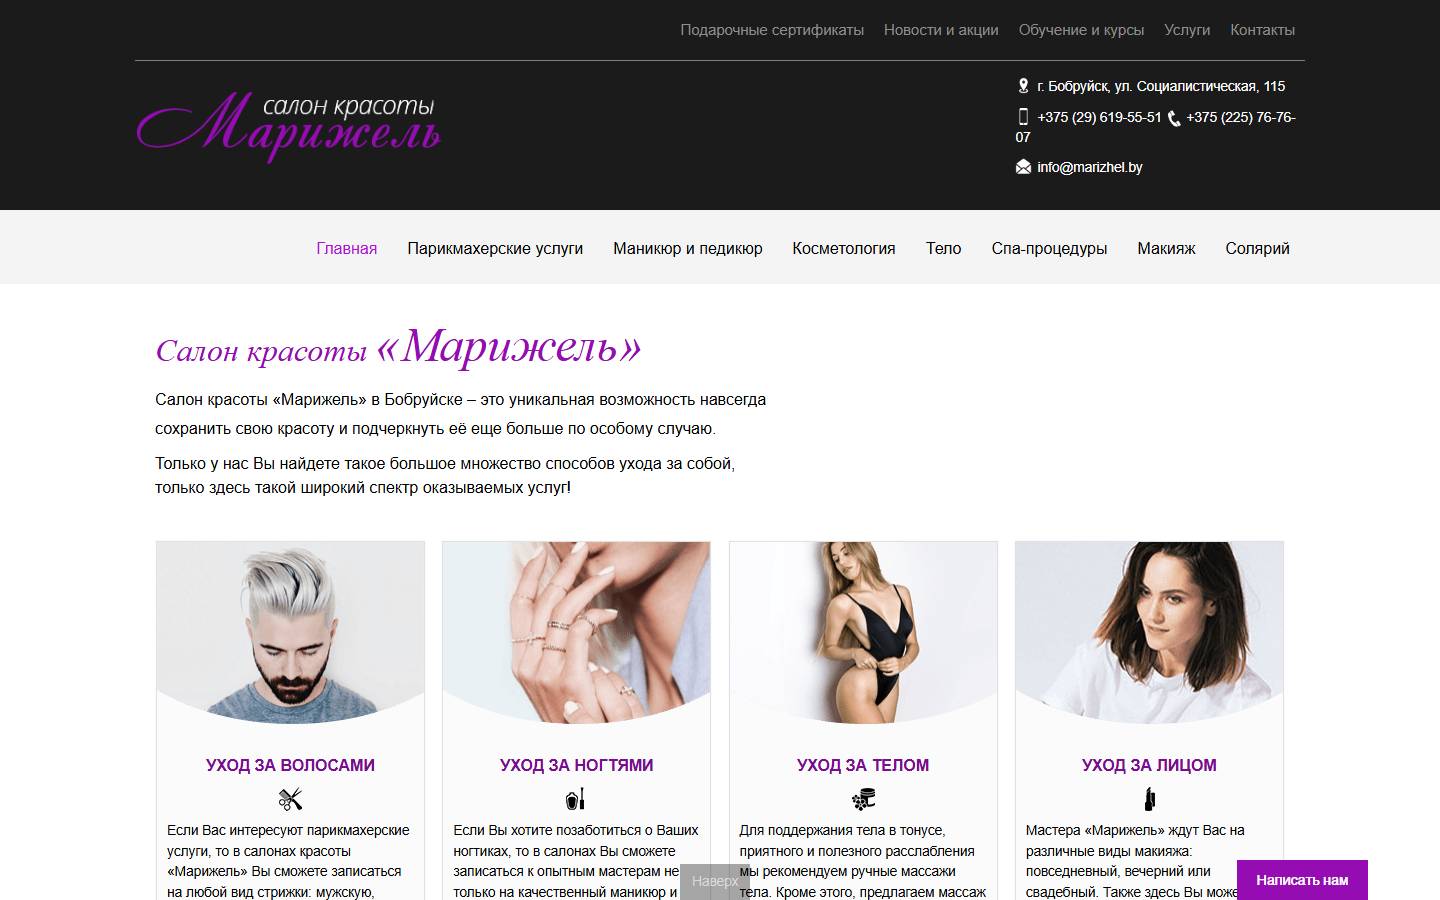 Подарочные сертификаты Новости и акции Обучение и курсы Услуги Контакты
салон красоты
Марижель
г. Бобруйск, ул. Социалистическая, 115
+375 (29) 619-55-51 +375 (225) 76-76-
07
info@marizhel.by
Главная Парикмахерские услуги Маникюр и педикюр Косметология Тело Спа-процедуры Макияж Солярий
Салон красоты «Марижель»
Салон красоты «Марижель» в Бобруйске – это уникальная возможность навсегда
сохранить свою красоту и подчеркнуть её еще больше по особому случаю.
Только у нас Вы найдете такое большое множество способов ухода за собой,
только здесь такой широкий спектр оказываемых услуг!
УХОД ЗА ВОЛОСАМИ
Если Вас интересуют парикмахерские
услуги, то в салонах красоты
«Марижель» Вы сможете записаться
на любой вид стрижки: мужскую,
УХОД ЗА НОГТЯМИ
Если Вы хотите позаботиться о Ваших
ногтиках, то в салонах Вы сможете
записаться к опытным мастерам не
только на качественный маникюр и
УХОД ЗА ТЕЛОМ
Для поддержания тела в тонусе,
приятного и полезного расслабления
мы рекомендуем ручные массажи
тела. Кроме этого, предлагаем массаж
УХОД ЗА ЛИЦОМ
Мастера «Марижель» ждут Вас на
различные виды макияжа:
повседневный, вечерний или
свадебный. Также здесь Вы
Наверх
Написать нам